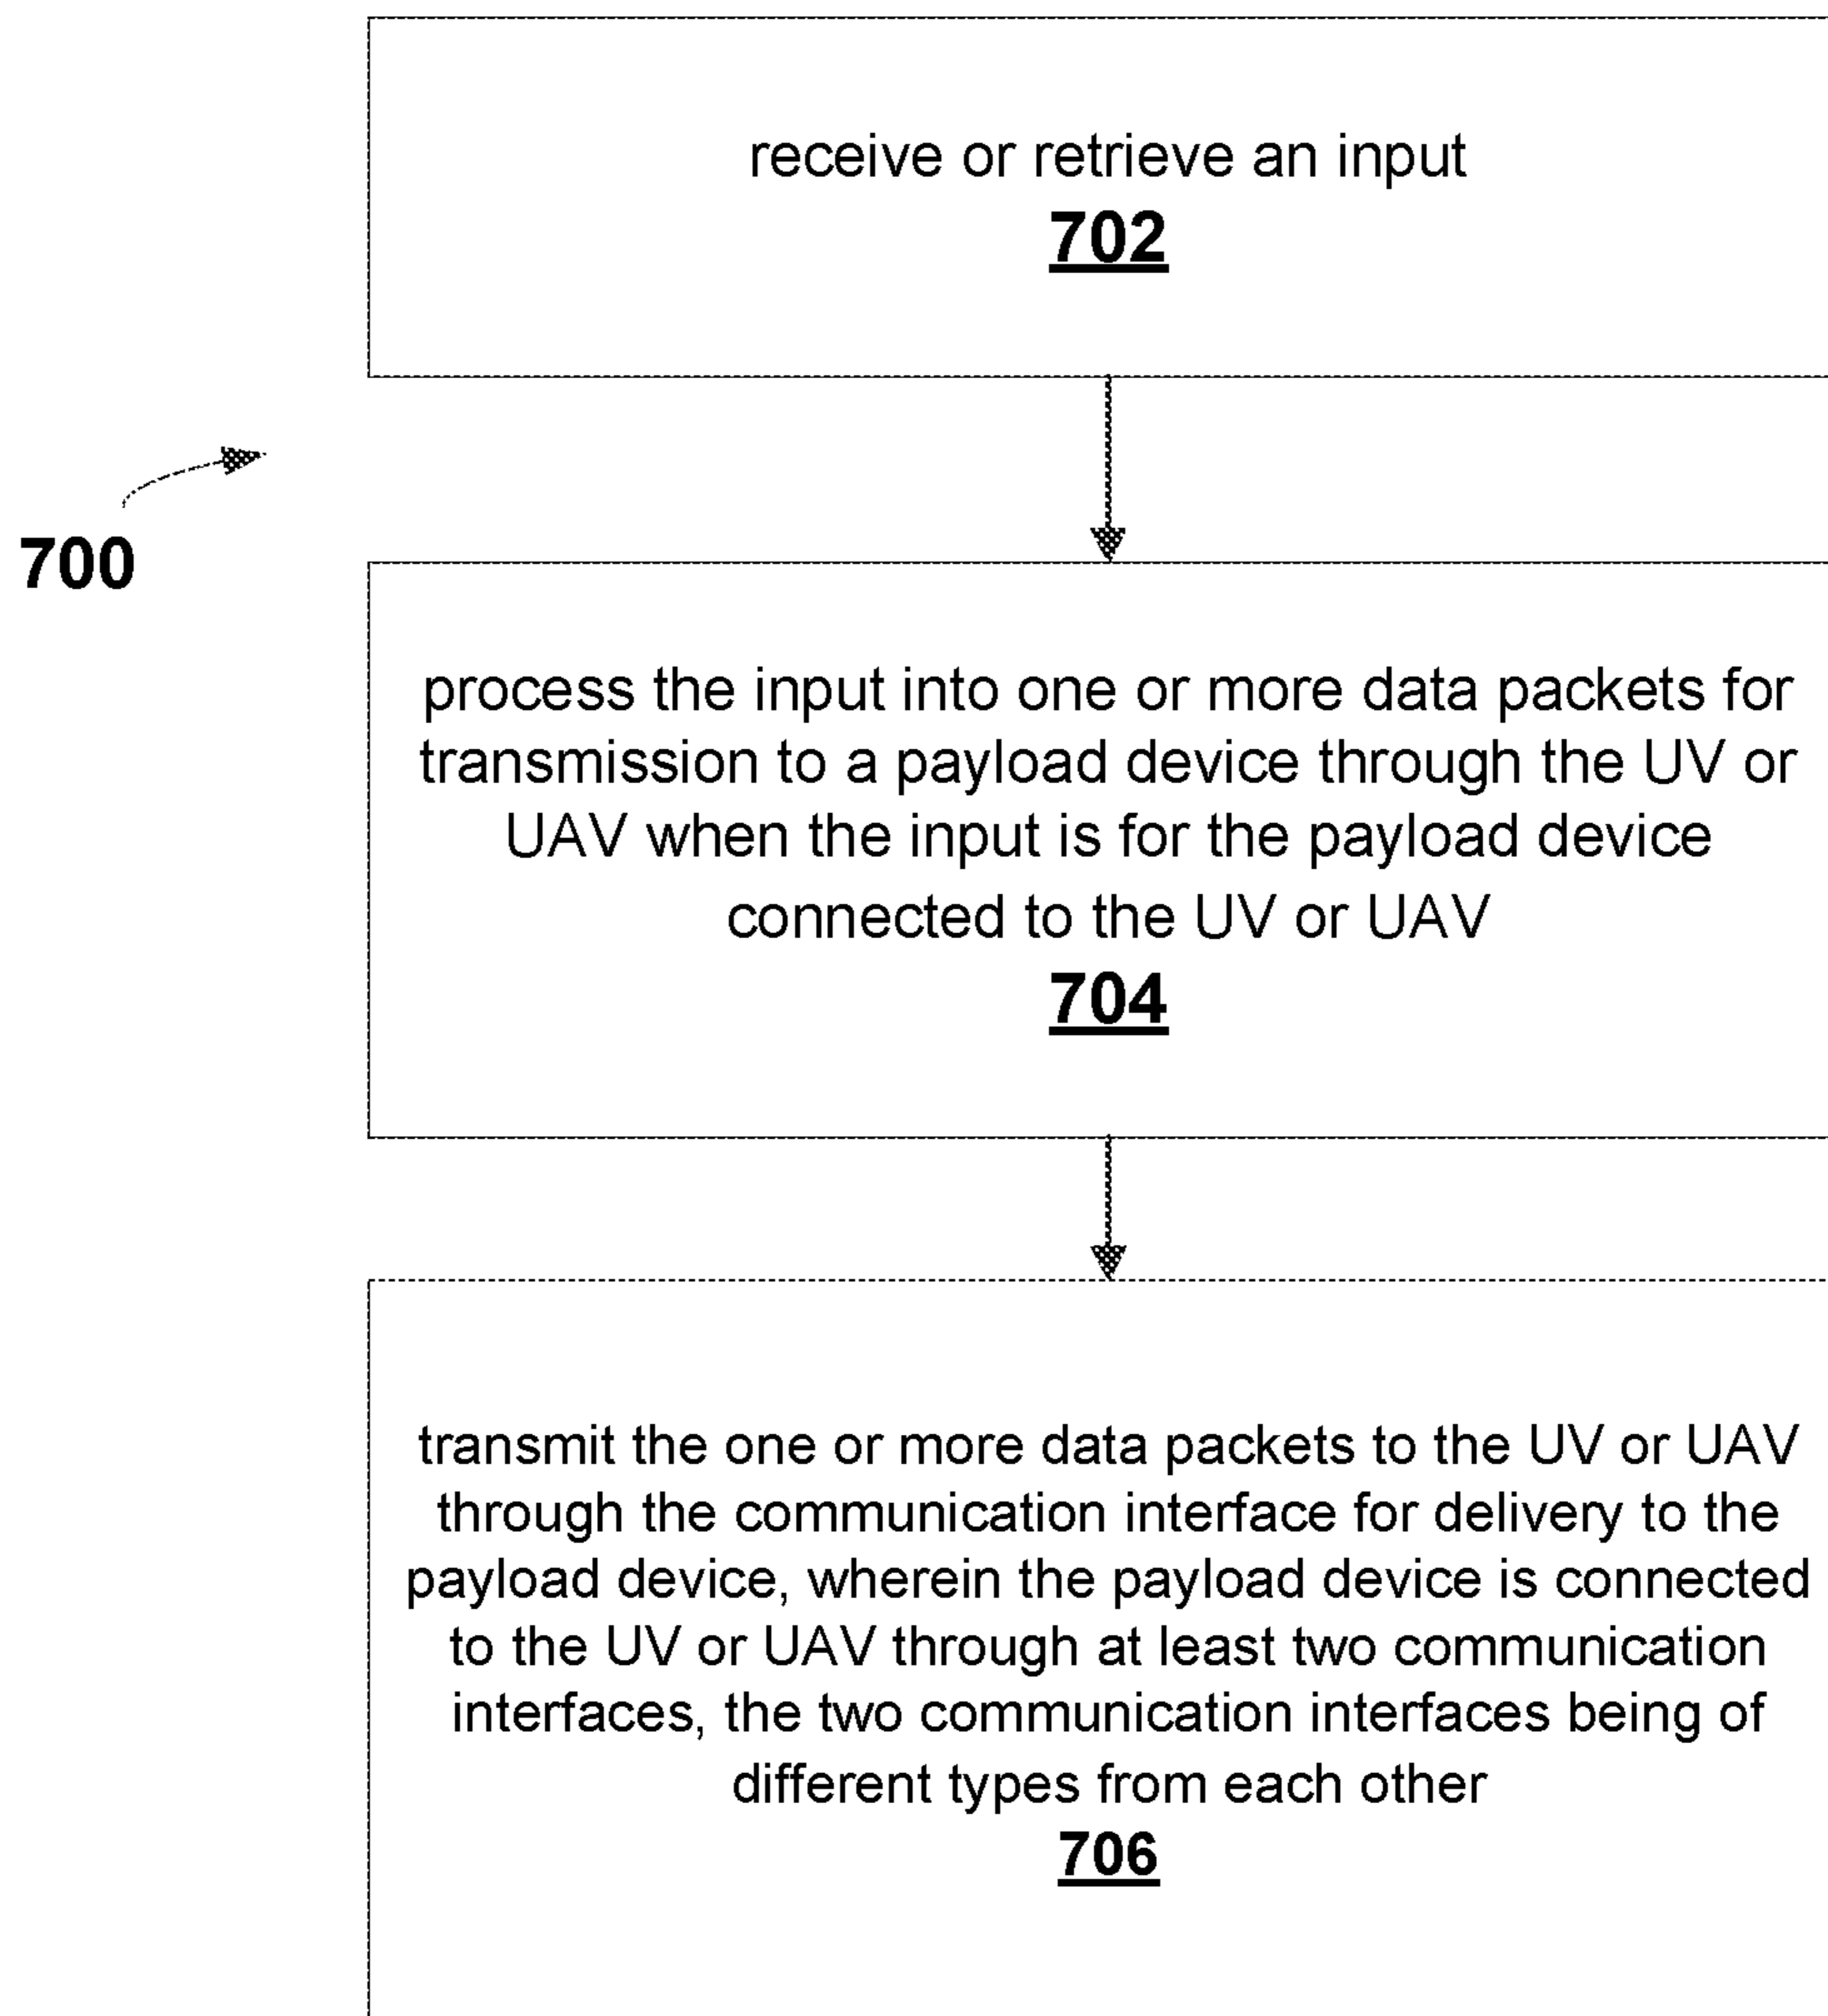 receive or retrieve an input
702
700
process the input into one or more data packets for
transmission to a payload device through the UV or
UAV when the input is for the payload device
connected to the UV or UAV
704
transmit the one or more data packets to the UV or UAV
through the communication interface for delivery to the
payload device, wherein the payload device is connected
to the UV or UAV through at least two communication
interfaces, the two communication interfaces being of
different types from each other
706